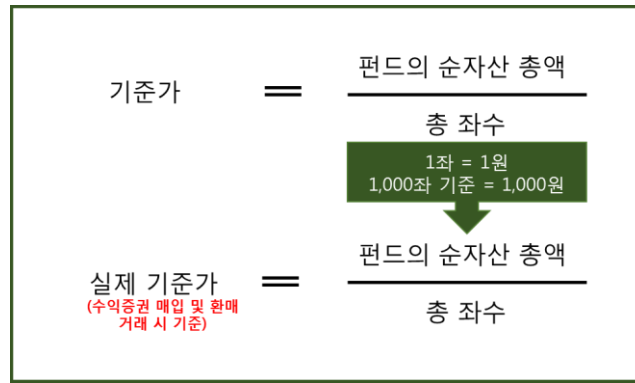 기준가 = 펀드의 순자산 총액
총 좌수
1좌 = 1원
1,000좌 기준 = 1,000원
실제 기준가 = 펀드의 순자산 총액
(수익증권 매입 및 환매
거래 시 기준)
총 좌수